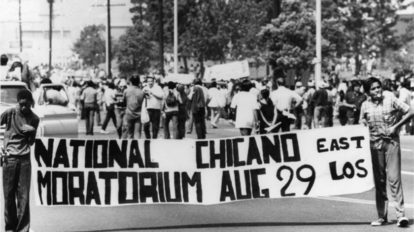 NATIONAL CHICANO EAST
MORATORIUM AUG 29 LOS